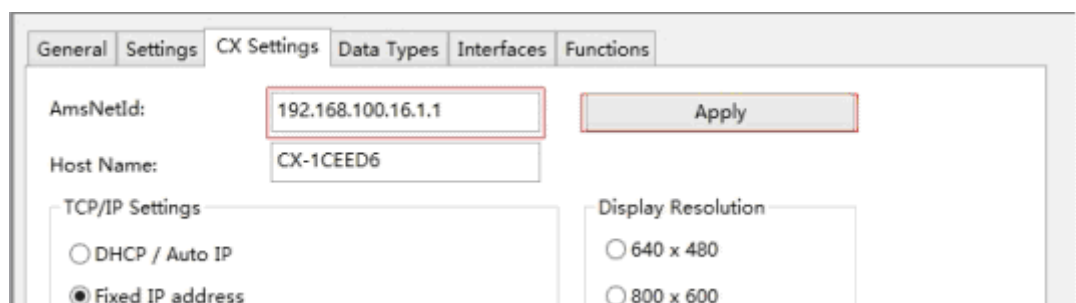 General Settings CX Settings Data Types Interfaces Functions
AmsNetId: 192.168.100.16.1.1 Apply
Host Name: CX-1CEED6
TCP/IP Settings Display Resolution
DHCP / Auto IP 640 x 480
Fixed IP address 800 x 600